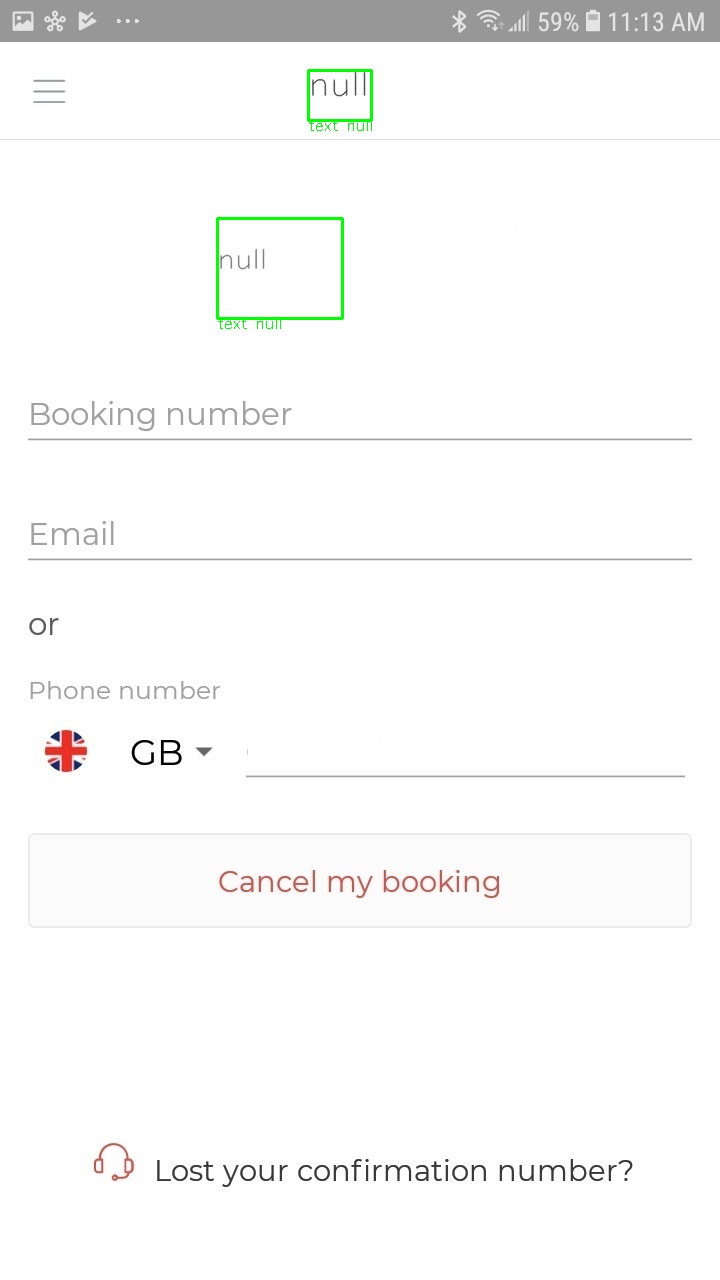 59% 11:13 AM
null
text null
null
text null
Booking number
Email
or
Phone number
GB
Cancel my booking
Lost your confirmation number?